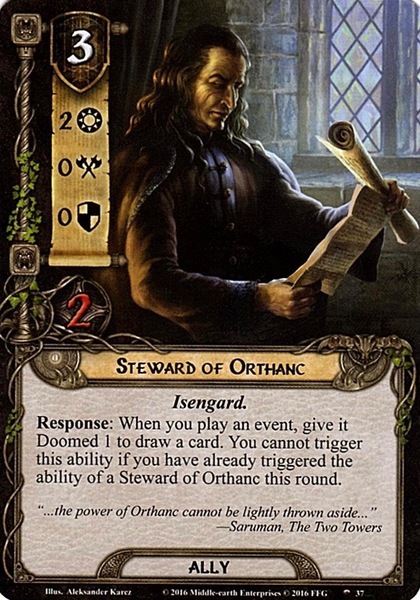 3
2
0
0
2
STEWARD OF ORTHANC
Isengard.
Response: When you play an event, give it
Doomed 1 to draw a card. You cannot trigger
this ability if you have already triggered the
ability of a Steward of Orthanc this round.
“...the power of Orthanc cannot be lightly thrown aside...”
—Saruman, The Two Towers
ALLY
Illus. Aleksander Karcz © 2016 Middle-earth Enterprises © 2016 FFG 37